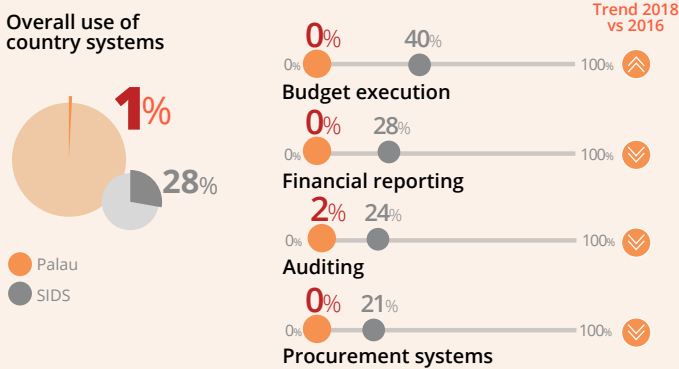 Overall use of
country systems
1%
28%
Palau
SIDS
Trend 2018
vs 2016
0% 40%
0% 100%
Budget execution
0% 28%
0% 100%
Financial reporting
2% 24%
0% 100%
Auditing
0% 21%
0% 100%
Procurement systems